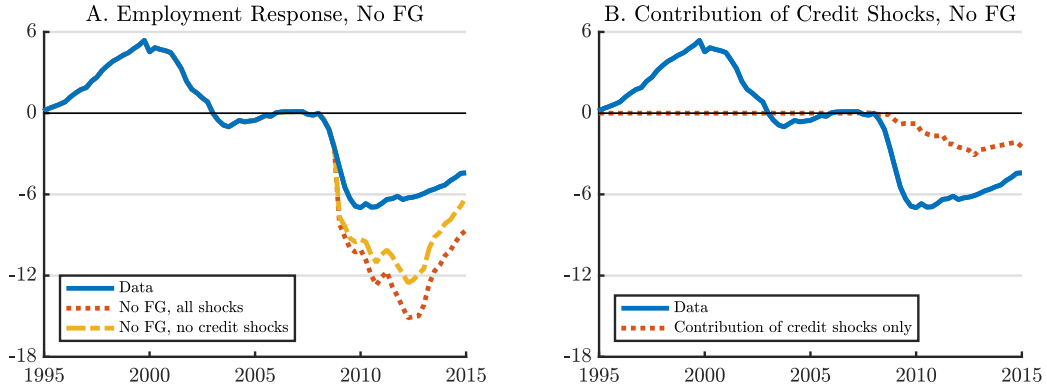 A. Employment Response, No FG
6
0
-6
-12
-18
Data
No FG, all shocks
No FG, no credit shocks
1995 2000 2005 2010 2015
B. Contribution of Credit Shocks, No FG
6
0
-6
-12
-18
Data
Contribution of credit shocks only
1995 2000 2005 2010 2015